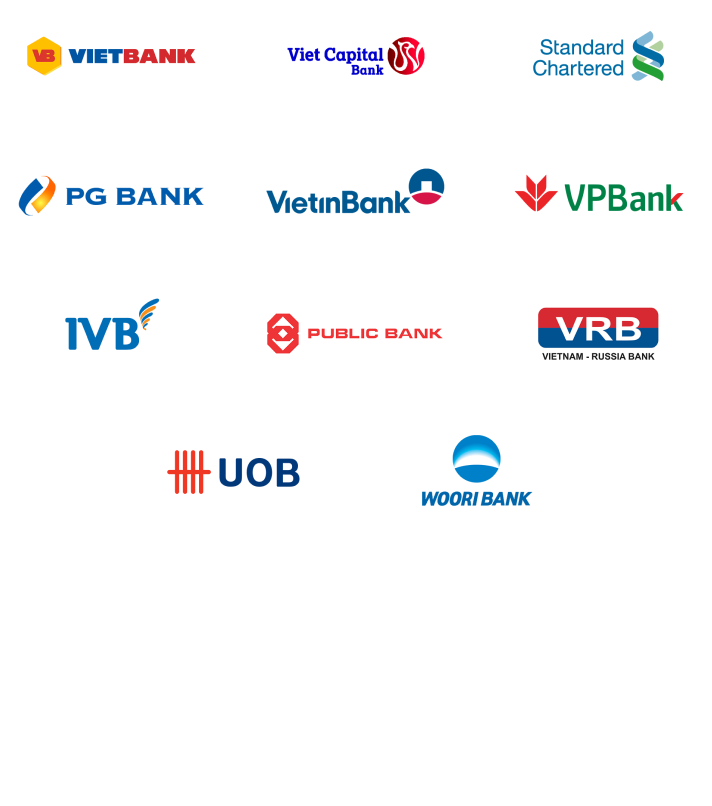 VB VIETBANK
Viet Capital
Bank
Standard
Chartered
PG BANK
VietinBank
VPBank
IVB
PUBLIC BANK
VRB
VIETNAM - RUSSIA BANK
UOB
WOORI BANK